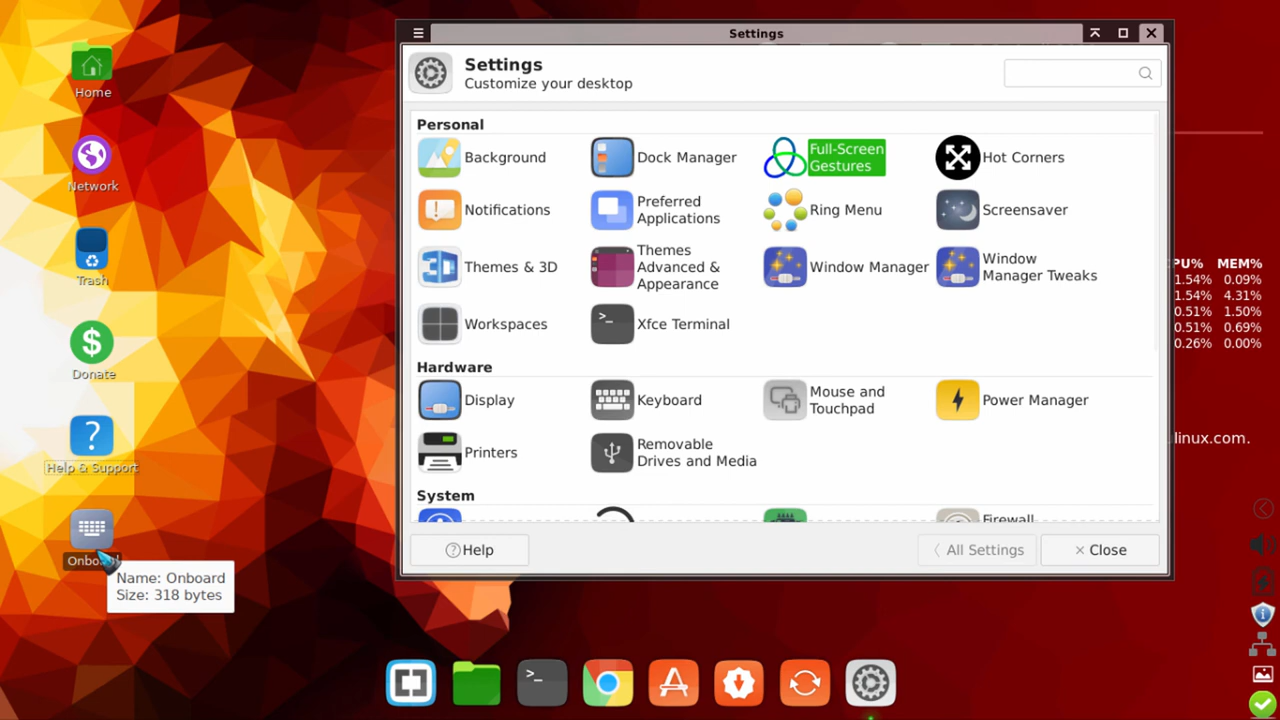 Home
Network
Trash
Donate
Help & Support
Name: Onboard
Size: 318 bytes
Settings
Settings
Customize your desktop
Personal
Background
Dock Manager
Full-Screen
Gestures
Hot Corners
Notifications
Preferred
Applications
Ring Menu
Screensaver
Themes & 3D
Themes
Advanced &
Appearance
Window Manager
Window
Manager Tweaks
Workspaces
Xfce Terminal
Hardware
Display
Keyboard
Mouse and
Touchpad
Power Manager
Printers
Removable
Drives and Media
System
Firewall
Help
All Settings
Close
PU% MEM%
1.54% 0.09%
1.54% 4.31%
0.51% 1.50%
0.51% 0.69%
0.26% 0.00%
linux.com.